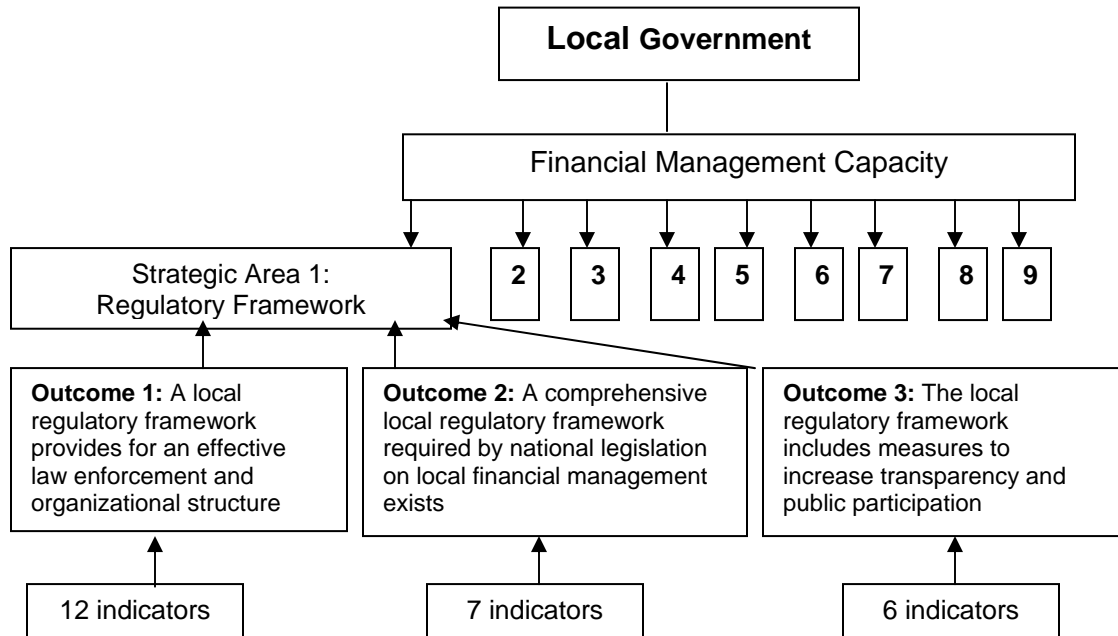 Local Government
Financial Management Capacity
Strategic Area 1:
Regulatory Framework
2
3
4
5
6
7
8
9
Outcome 1: A local
regulatory framework
provides for an effective
law enforcement and
organizational structure
Outcome 2: A comprehensive
local regulatory framework
required by national legislation
on local financial management
exists
Outcome 3: The local
regulatory framework
includes measures to
increase transparency and
public participation
12 indicators
7 indicators
6 indicators